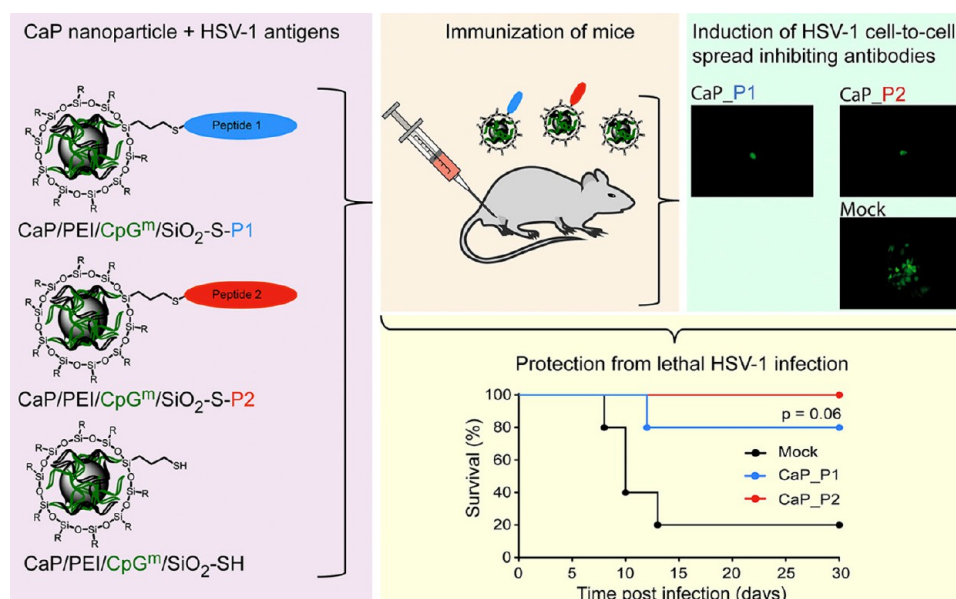 CaP nanoparticle + HSV-1 antigens
R
R
R
R
R
R
R
O
Si
S
Peptide 1
CaP/PEI/CpGᵐ/SiO₂-S-P1
Peptide 2
CaP/PEI/CpGᵐ/SiO₂-S-P2
SH
CaP/PEI/CpGᵐ/SiO₂-SH
Immunization of mice
Induction of HSV-1 cell-to-cell
spread inhibiting antibodies
CaP_P1
CaP_P2
Mock
Protection from lethal HSV-1 infection
Survival (%)
100
80
60
40
20
0
p = 0.06
Mock
CaP_P1
CaP_P2
0
5
10
15
20
25
30
Time post infection (days)